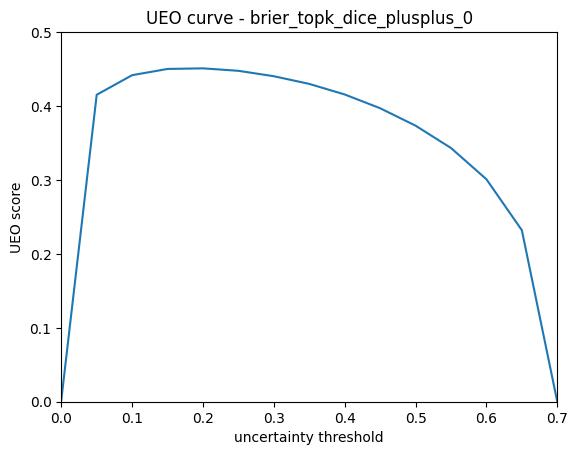 UEO curve - brier_topk_dice_plusplus_0
0.5
0.4
0.3
0.2
0.1
0.0
UEO score
0.0 0.1 0.2 0.3 0.4 0.5 0.6 0.7
uncertainty threshold